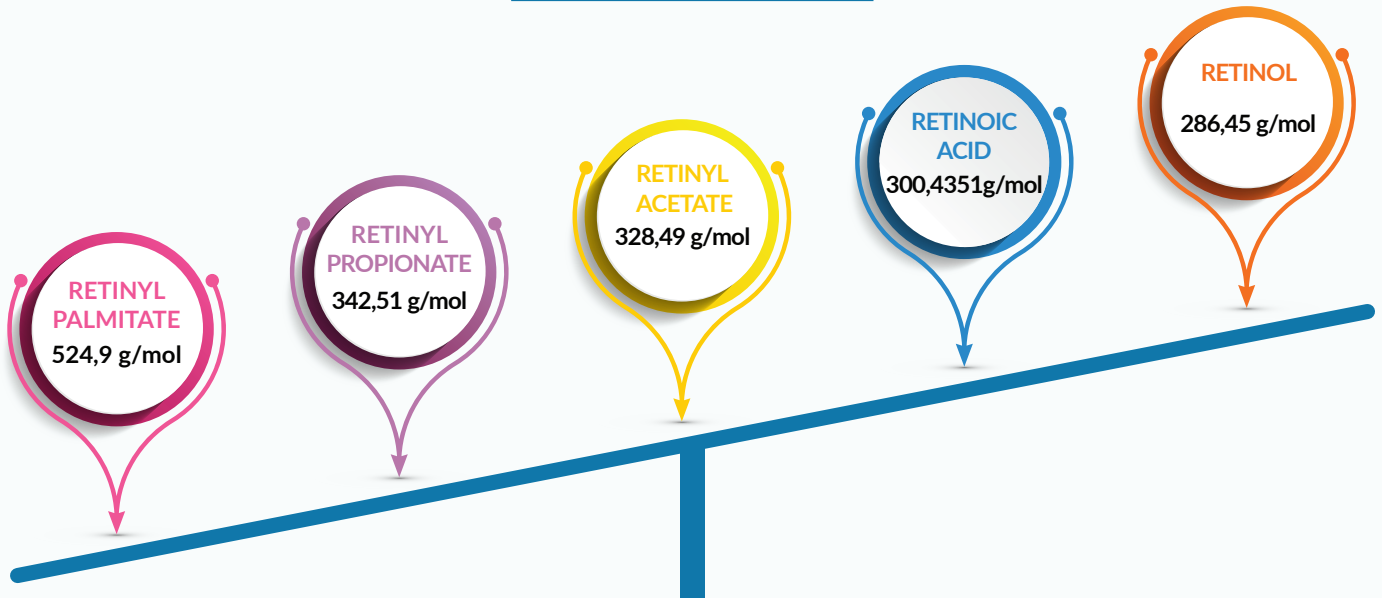 RETINYL
PALMITATE
524,9 g/mol
RETINYL
PROPIONATE
342,51 g/mol
RETINYL
ACETATE
328,49 g/mol
RETINOIC
ACID
300,4351g/mol
RETINOL
286,45 g/mol